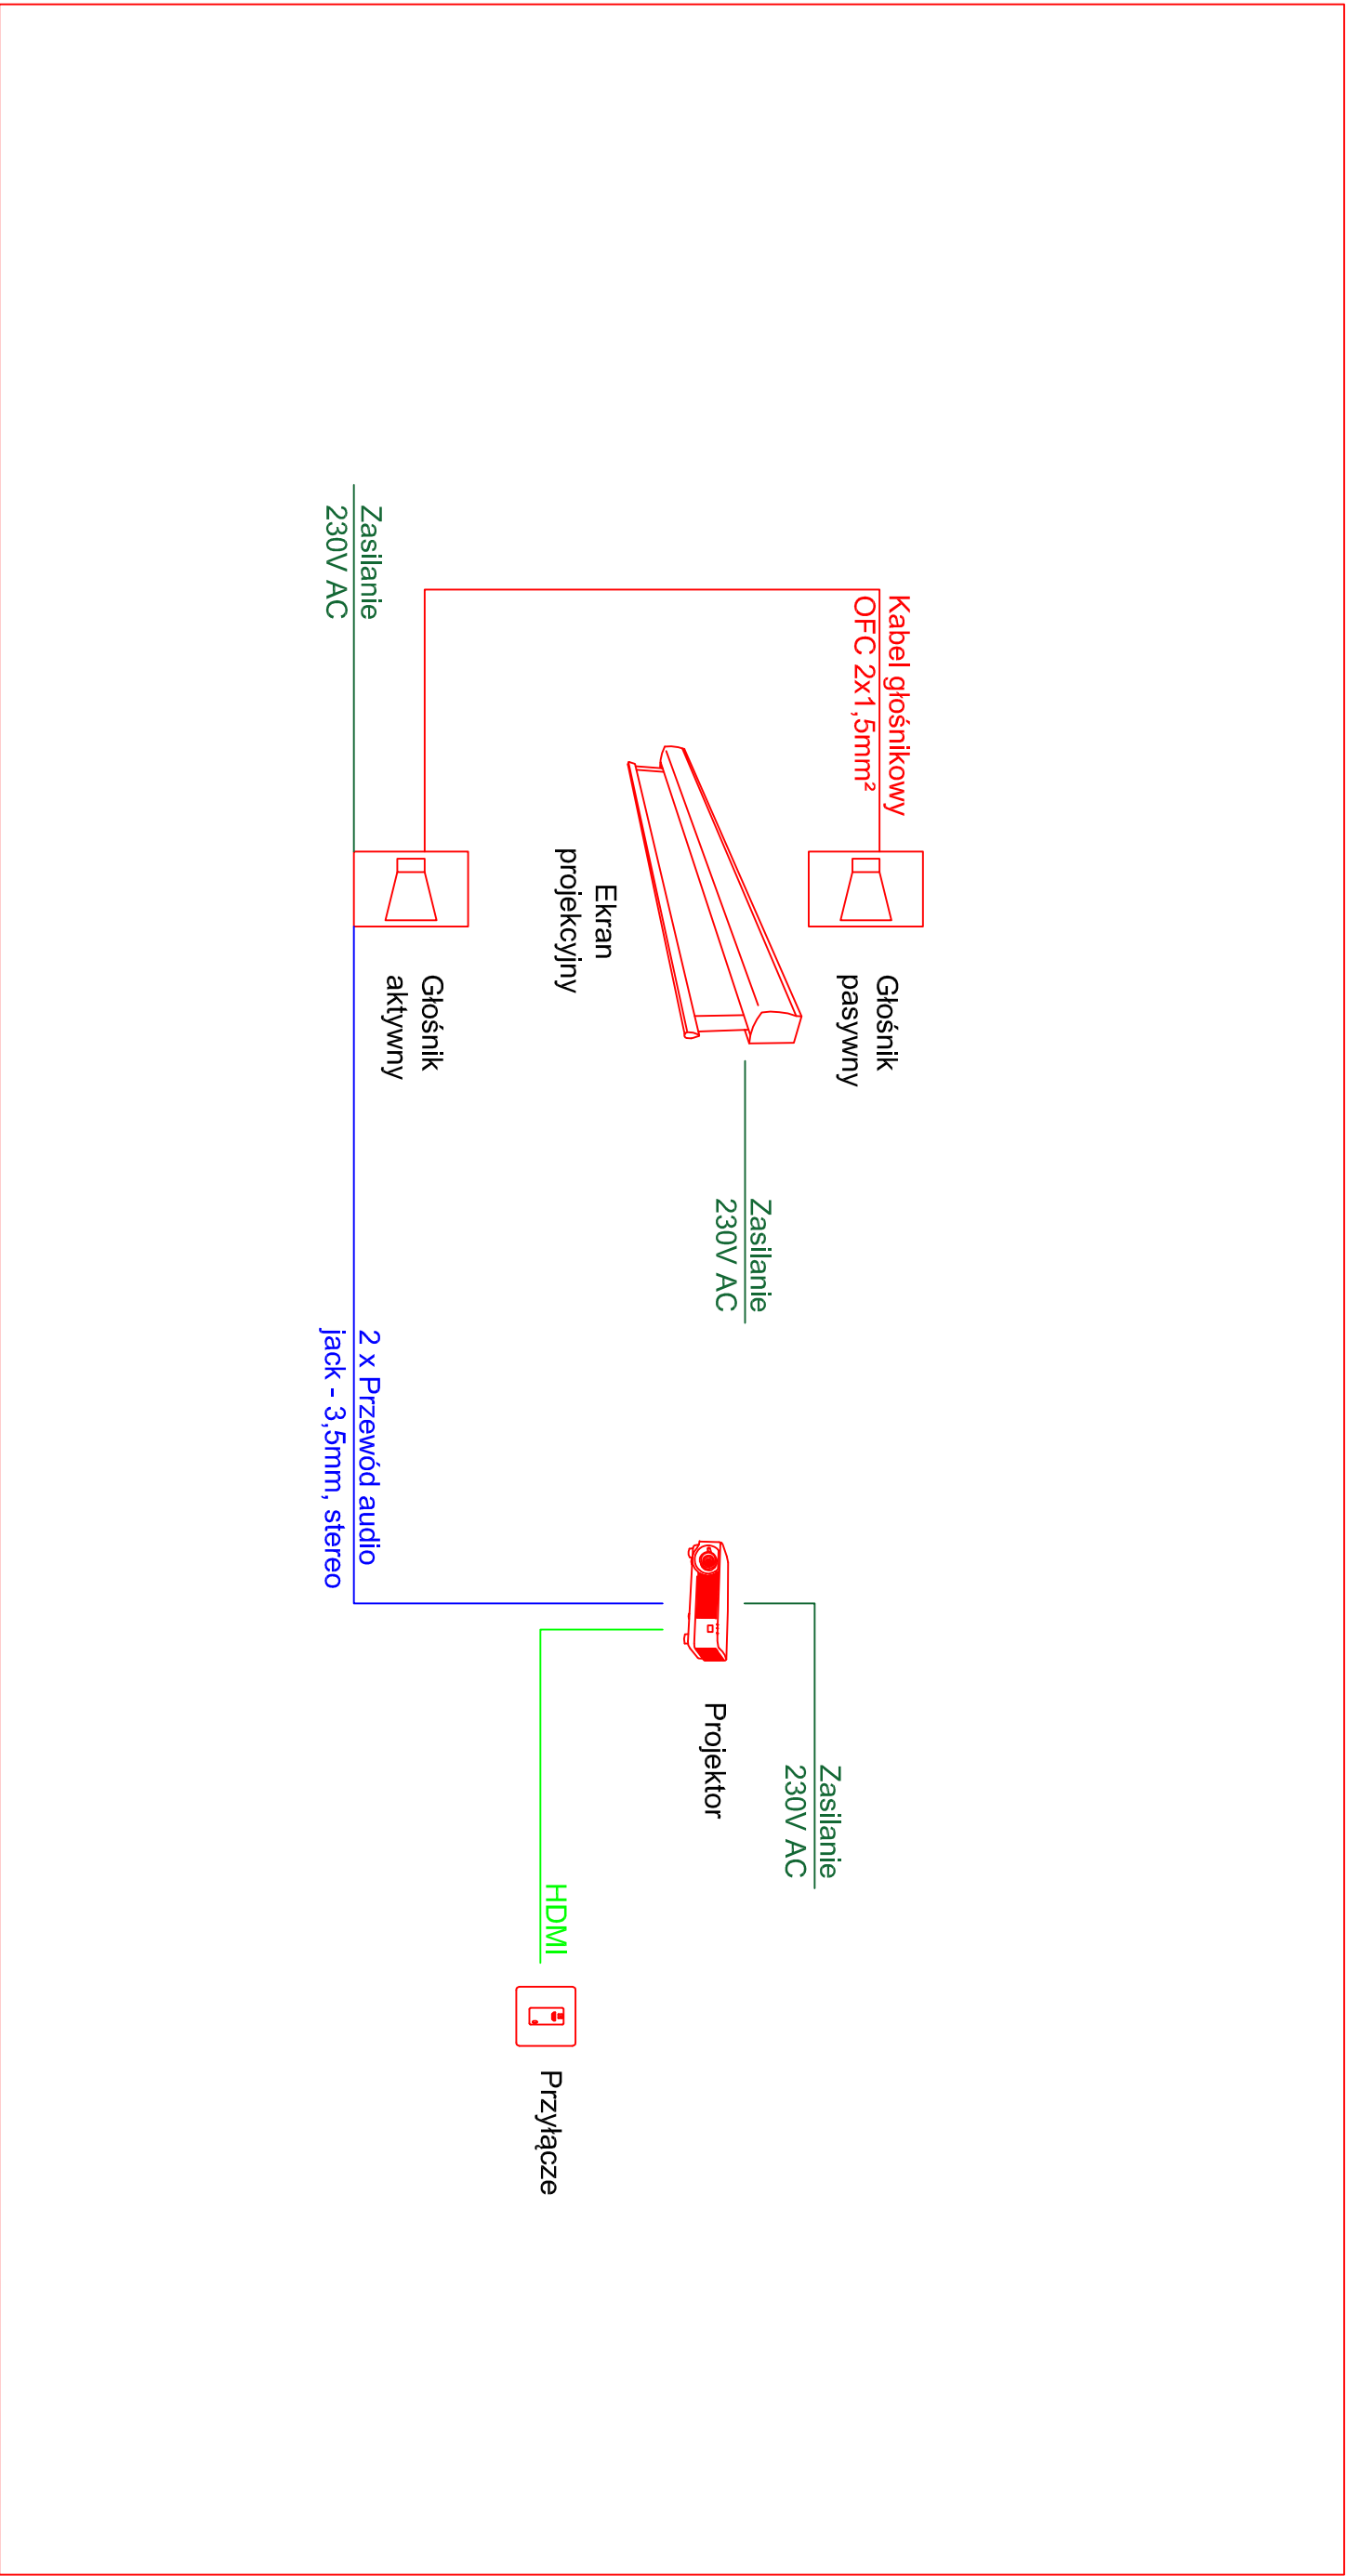 Kabel głośnikowy
OFC 2x1,5mm²
Głośnik
pasywny
Zasilanie
230V AC
Projektor
Zasilanie
230V AC
Ekran
projekcyjny
HDMI
Przyłącze
Zasilanie
230V AC
Głośnik
aktywny
2 x Przewód audio
jack - 3,5mm, stereo